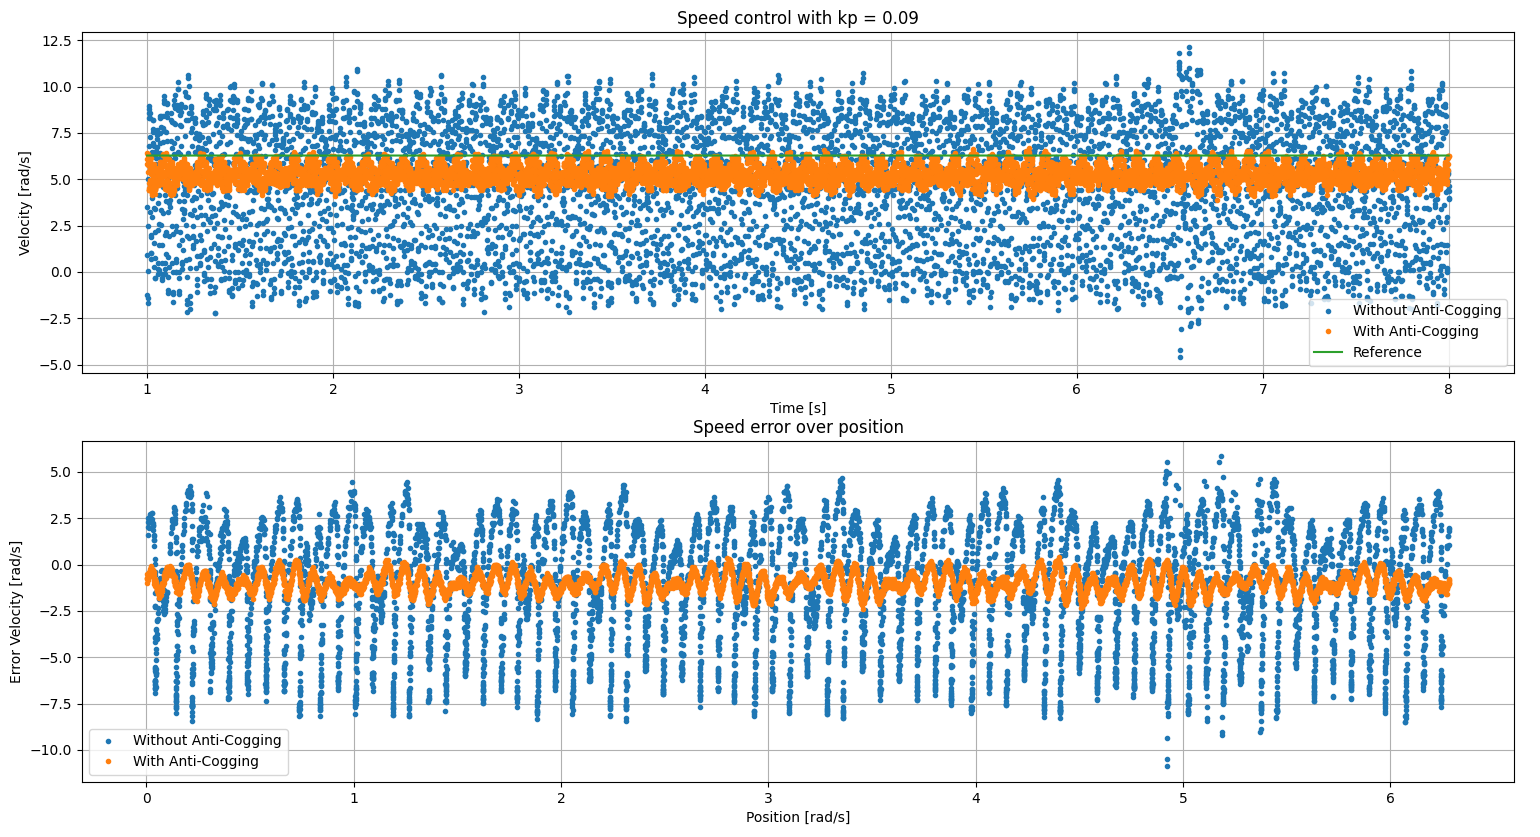 Speed control with kp = 0.09
12.5
10.0
7.5
5.0
2.5
0.0
−2.5
−5.0
Velocity [rad/s]
Without Anti-Cogging
With Anti-Cogging
Reference
1 2 3 4 5 6 7 8
Time [s]
Speed error over position
5.0
2.5
0.0
−2.5
−5.0
−7.5
−10.0
Error Velocity [rad/s]
Without Anti-Cogging
With Anti-Cogging
0 1 2 3 4 5 6
Position [rad/s]